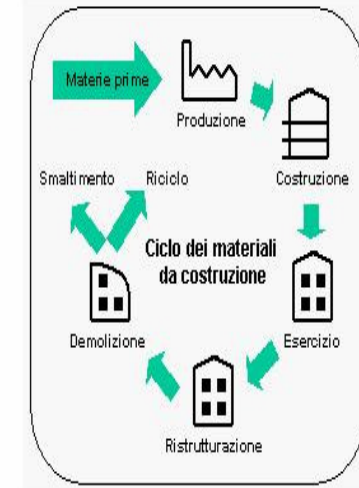 Materie prime
Produzione
Smaltimento
Riciclo
Costruzione
Ciclo dei materiali
da costruzione
Demolizione
Esercizio
Ristrutturazione